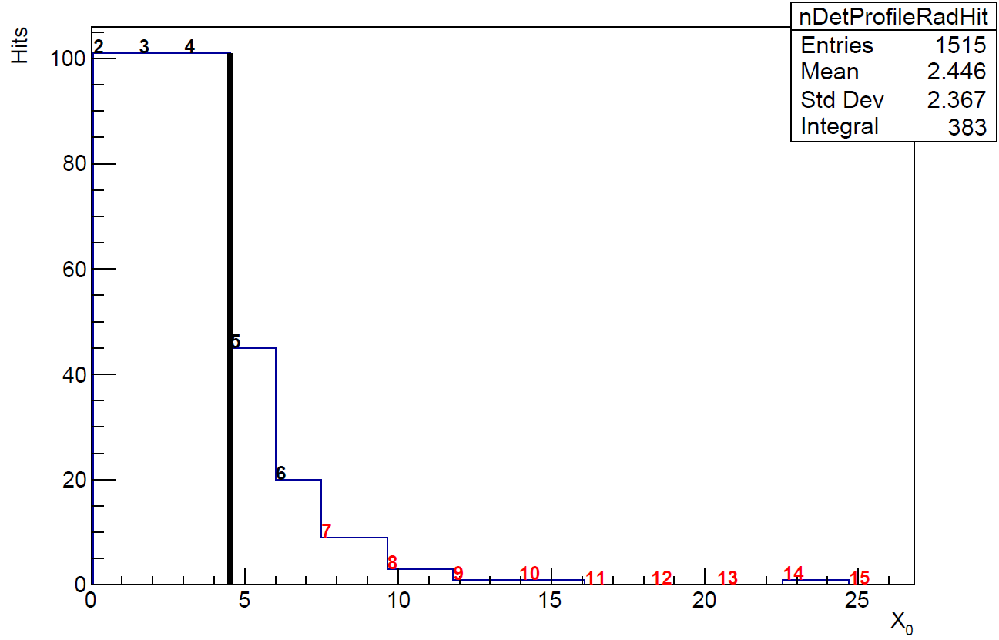 nDetProfileRadHit
Entries 1515
Mean 2.446
Std Dev 2.367
Integral 383
Hits
100
80
60
40
20
0
2 3 4
5
6
7
8
9 10 11 12 13 14 15
0 5 10 15 20 25
X0